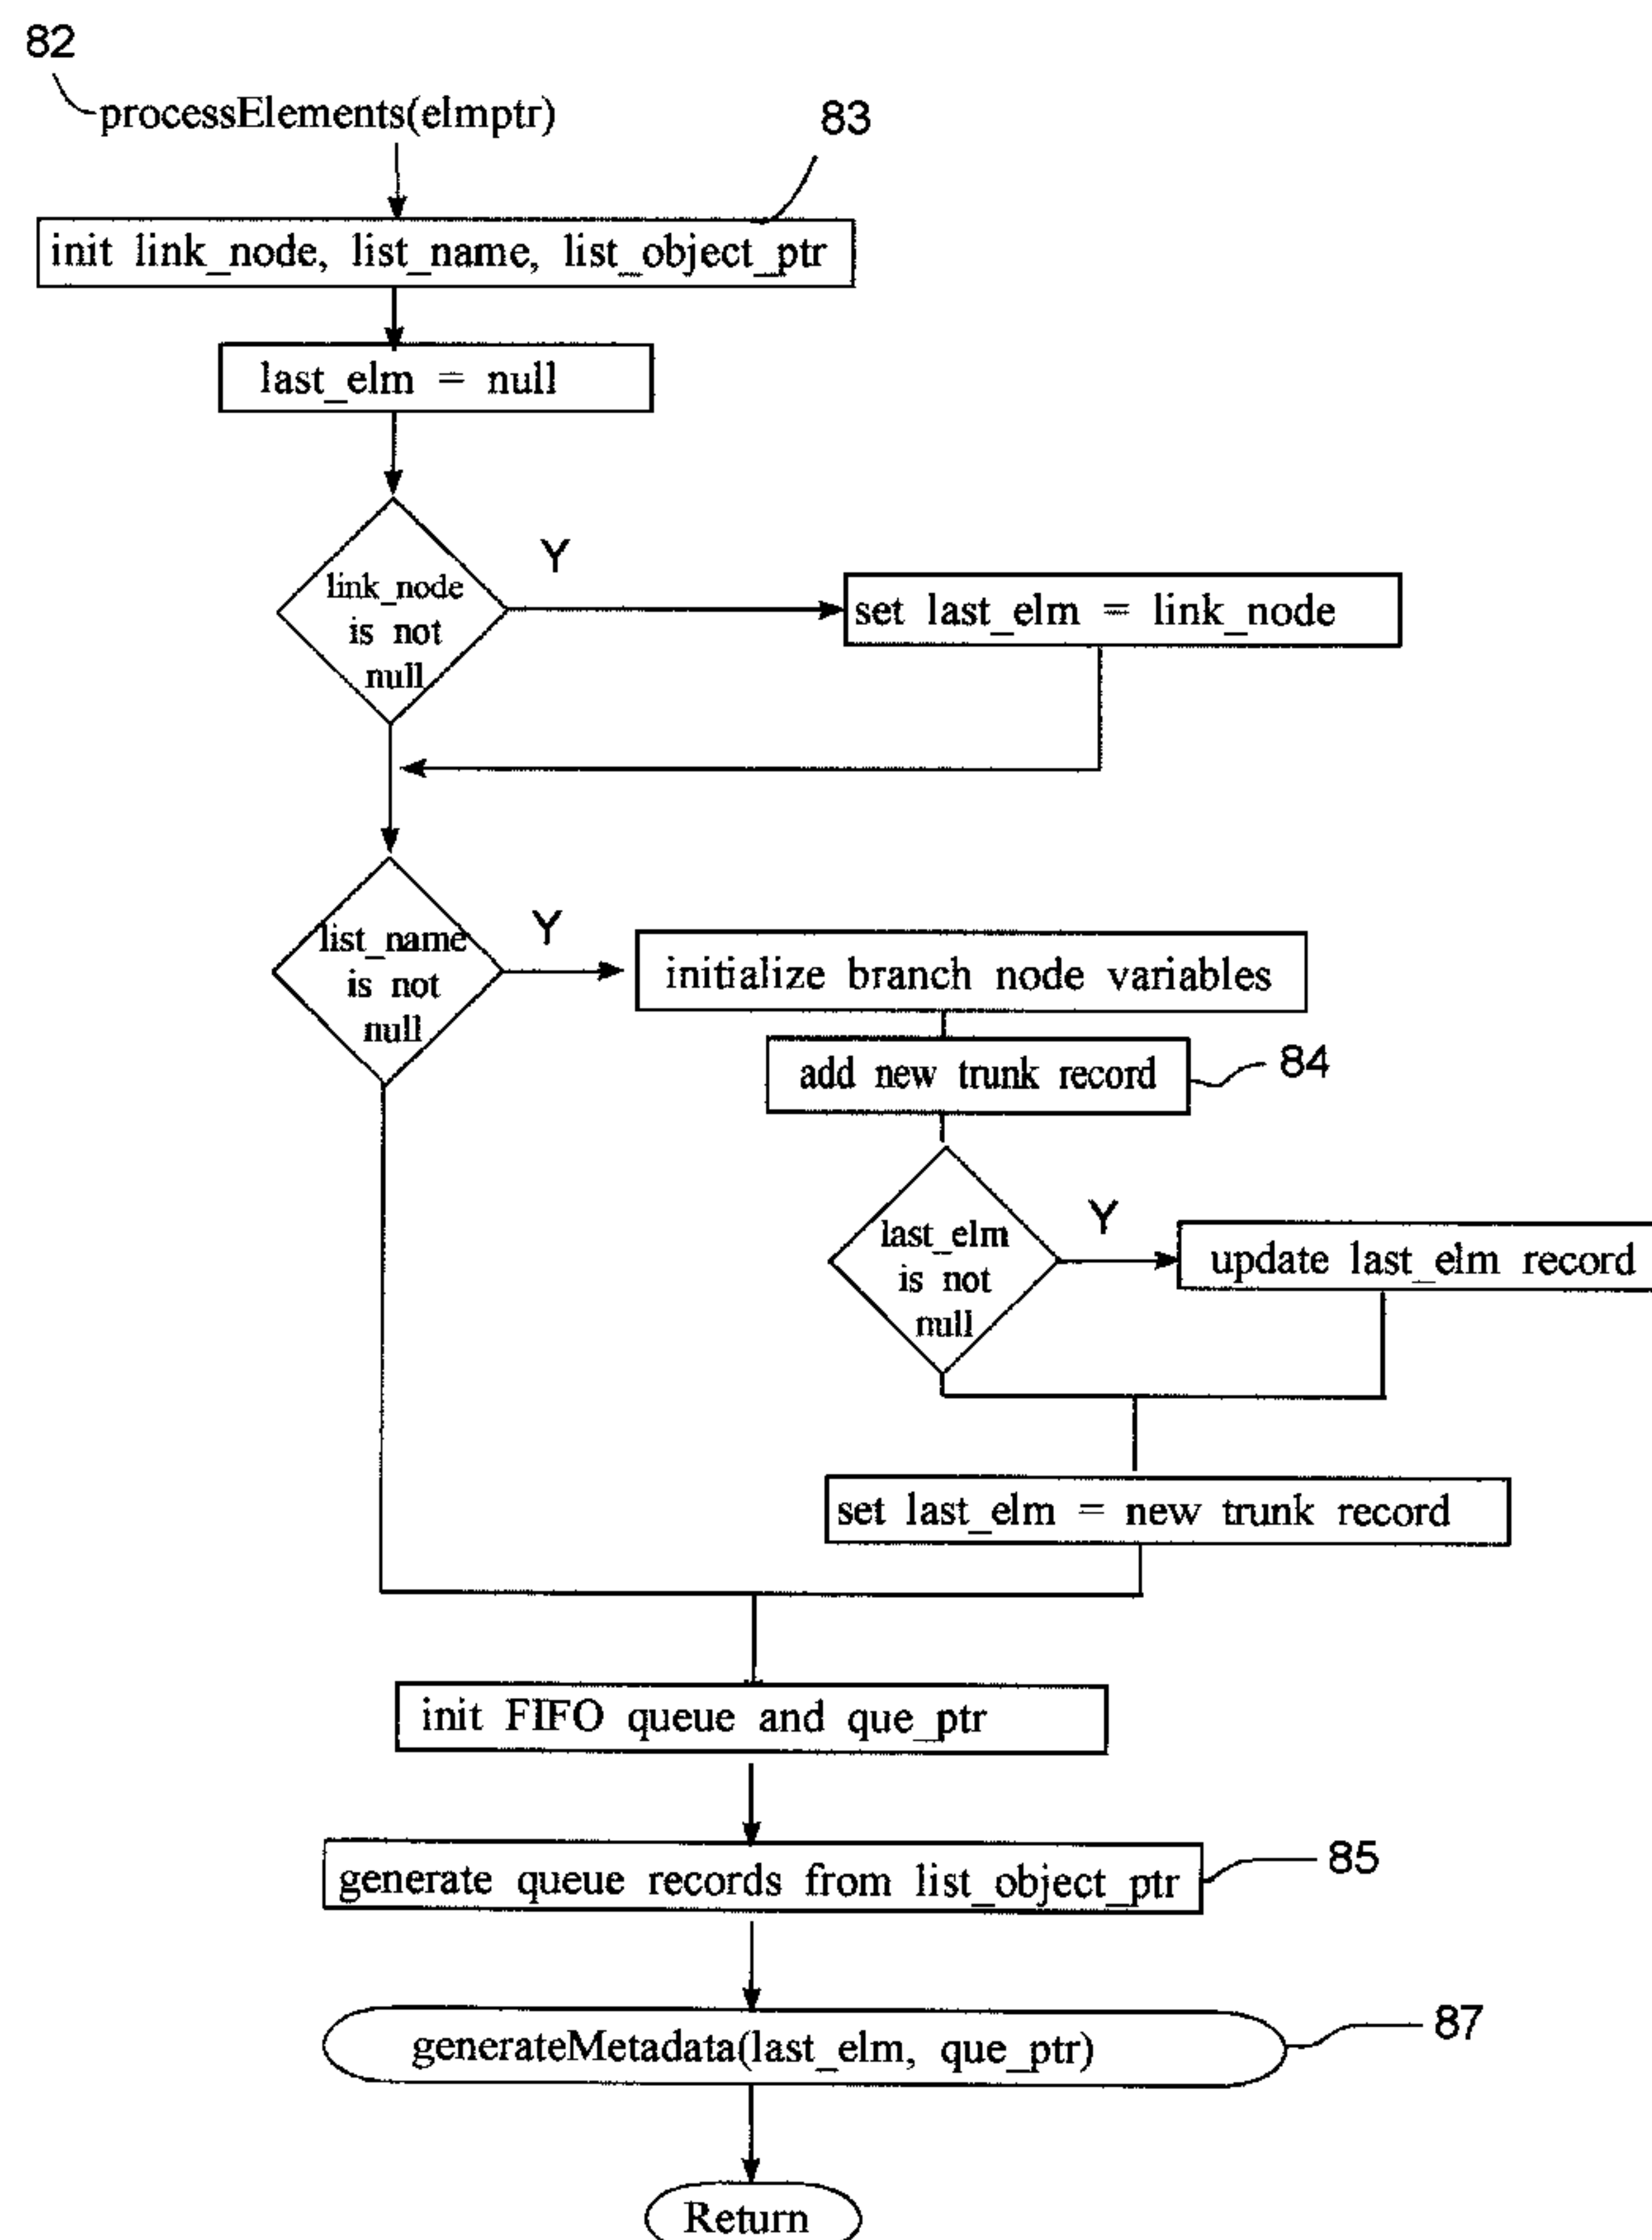 82
processElements(elmptr)
83
init link_node, list_name, list_object_ptr
last_elm = null
link_node
is not
null
Y
set last_elm = link_node
list_name
is not
null
Y
initialize branch node variables
add new trunk record
84
last_elm
is not
null
Y
update last_elm record
set last_elm = new trunk record
init FIFO queue and que_ptr
generate queue records from list_object_ptr
85
generateMetadata(last_elm, que_ptr)
87
Return